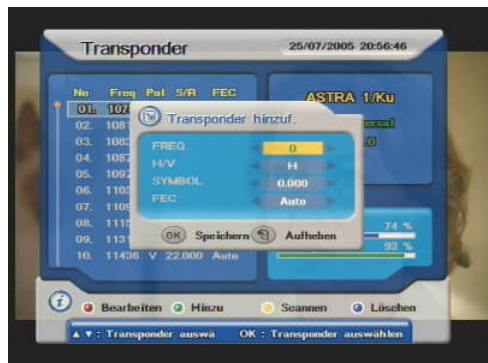 Transponder 25/07/2005 20:56:46
No Freq Pol S/R FEC
ASTRA 1/Ku
01.
02.
03.
04.
05.
06.
07.
08.
09.
10. 11436 V 22.000 Auto
Transponder hinzuf.
FREQ 0
H/V H
SYMBOL 0.000
FEC Auto
OK Speichern Aufheben
74 %
93 %
Bearbeiten Hinzu Scannen Löschen
▲ ▼ : Transponder auswä OK : Transponder auswählen